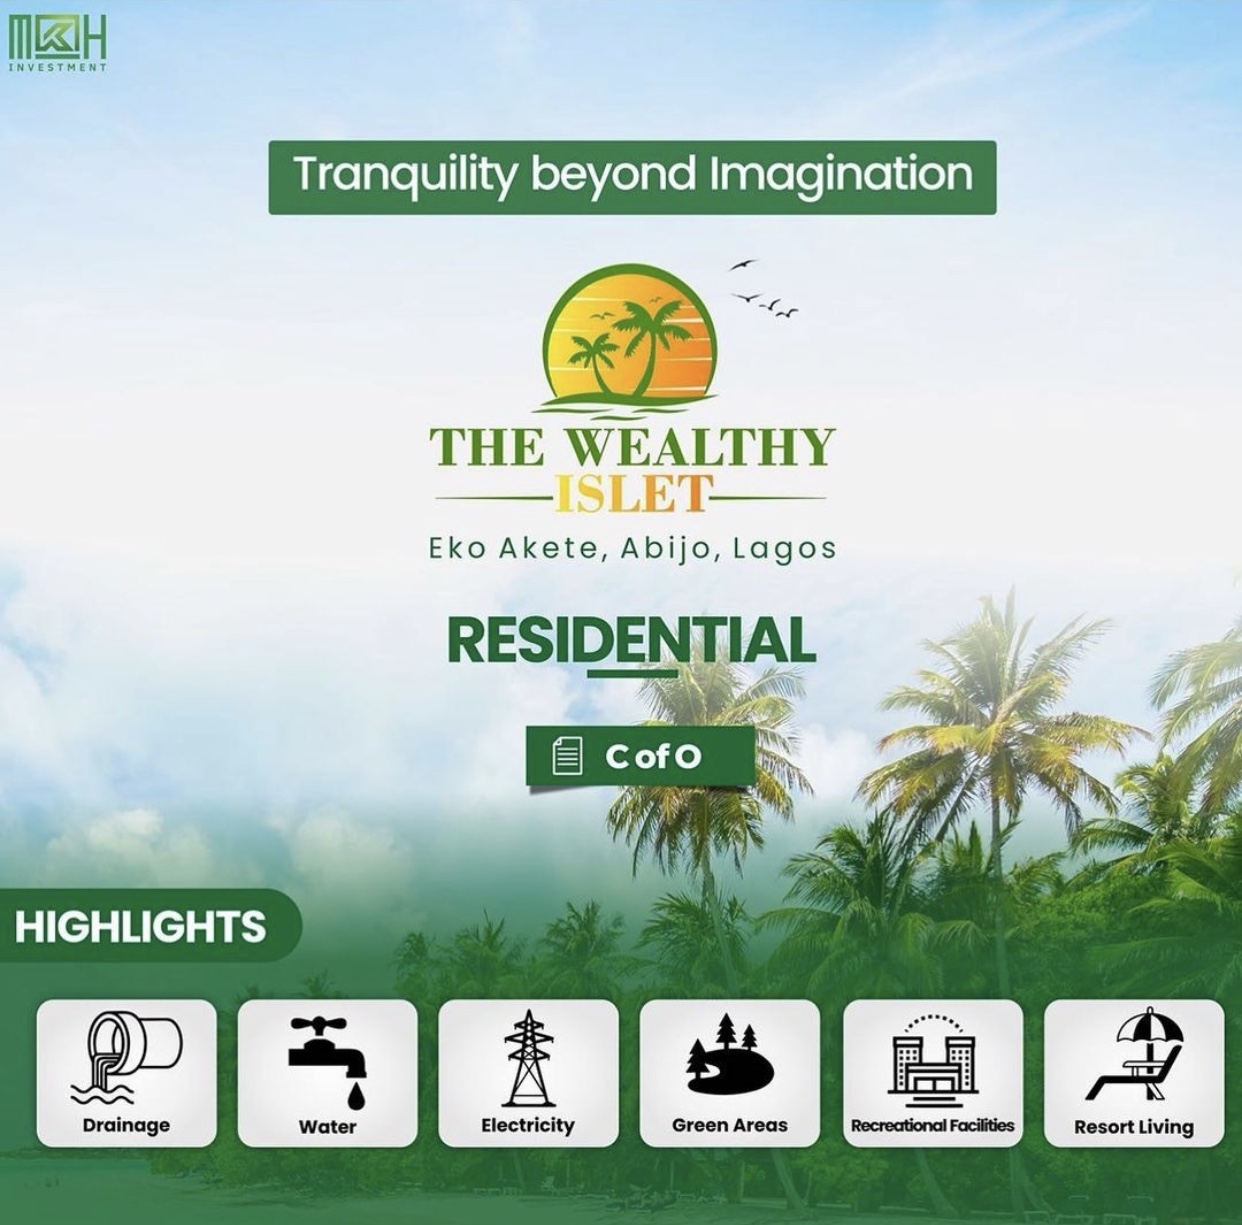 MKH
INVESTMENT
Tranquility beyond Imagination
THE WEALTHY
ISLET
Eko Akete, Abijo, Lagos
RESIDENTIAL
C of O
HIGHLIGHTS
Drainage
Water
Electricity
Green Areas
Recreational Facilities
Resort Living